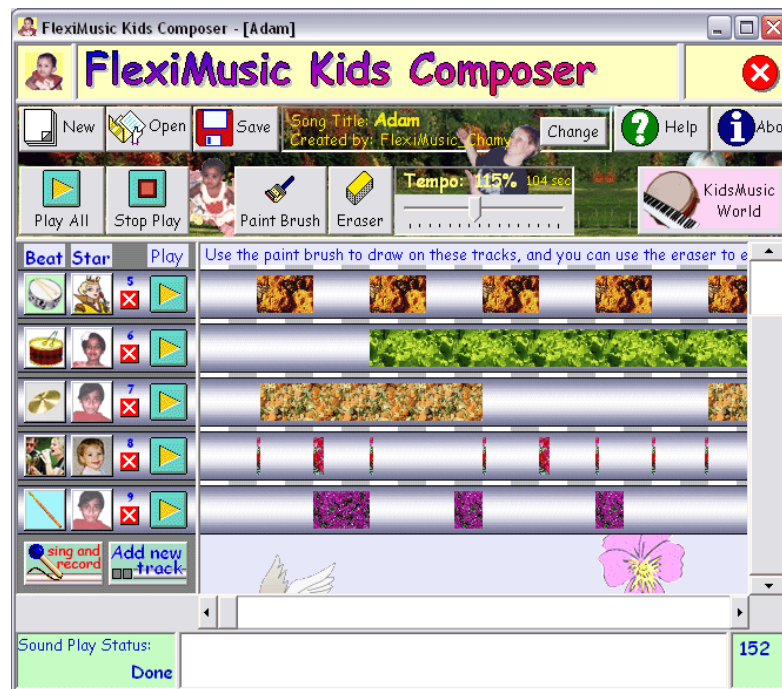 FlexiMusic Kids Composer - [Adam]
FlexiMusic Kids Composer
New
Open
Save
Song Title: Adam
Created by: FlexiMusic_Chamy
Change
Help
Abo
Play All
Stop Play
Paint Brush
Eraser
Tempo: 115% 104 sec
KidsMusic
World
Beat Star Play
Use the paint brush to draw on these tracks, and you can use the eraser to e
5
6
7
8
9
sing and
record
Add new
track
Sound Play Status:
Done
152